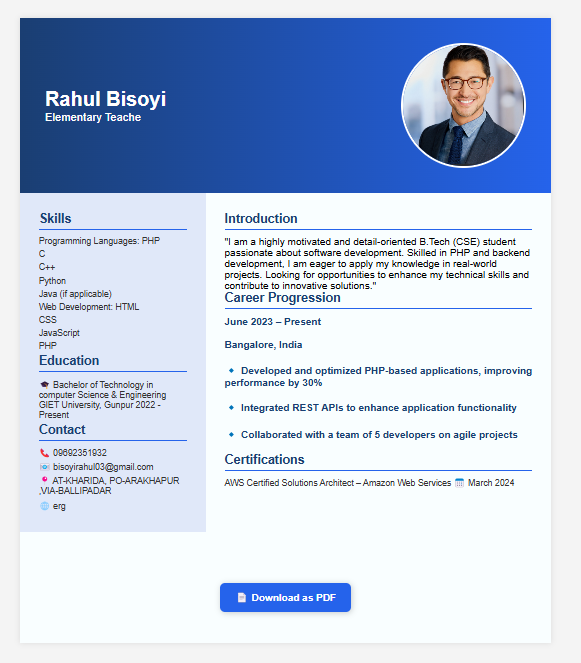 Rahul Bisoyi
Elementary Teache
Skills
Programming Languages: PHP
C
C++
Python
Java (if applicable)
Web Development: HTML
CSS
JavaScript
PHP
Education
🎓 Bachelor of Technology in
computer Science & Engineering
GIET University, Gunpur 2022 -
Present
Contact
📞 09692351932
📧 bisoyirahul03@gmail.com
📍 AT-KHARIDA, PO-ARAKHAPUR
,VIA-BALLIPADAR
🌐 erg
Introduction
"I am a highly motivated and detail-oriented B.Tech (CSE) student
passionate about software development. Skilled in PHP and backend
development, I am eager to apply my knowledge in real-world
projects. Looking for opportunities to enhance my technical skills and
contribute to innovative solutions."
Career Progression
June 2023 – Present
Bangalore, India
🔹 Developed and optimized PHP-based applications, improving
performance by 30%
🔹 Integrated REST APIs to enhance application functionality
🔹 Collaborated with a team of 5 developers on agile projects
Certifications
AWS Certified Solutions Architect – Amazon Web Services 📅 March 2024
📄 Download as PDF